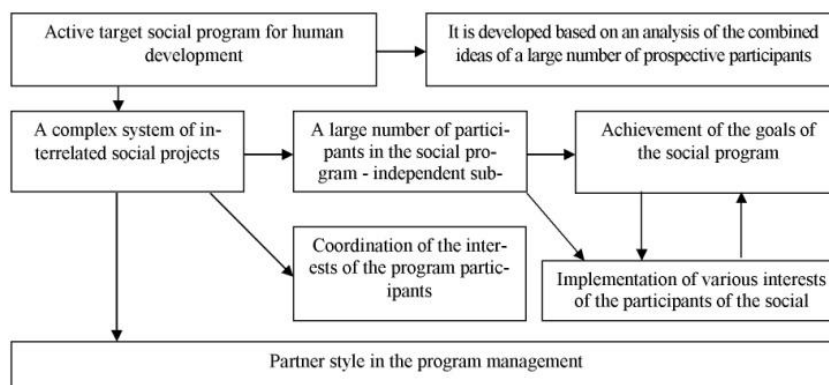 Active target social program for human
development
It is developed based on an analysis of the combined
ideas of a large number of prospective participants
A complex system of in-
terrelated social projects
A large number of partici-
pants in the social pro-
gram - independent sub-
Achievement of the goals of
the social program
Coordination of the inter-
ests of the program partic-
ipants
Implementation of various interests
of the participants of the social
Partner style in the program management